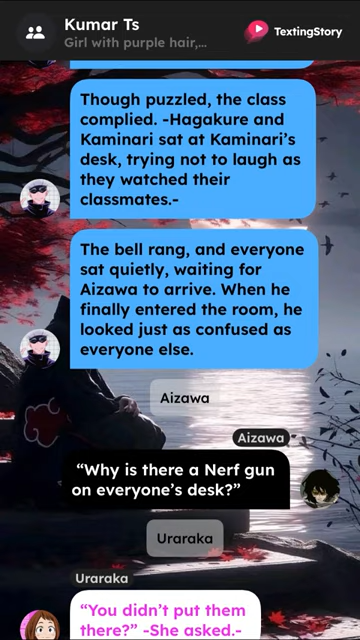 Kumar Ts
Girl with purple hair,...
TextingStory
Though puzzled, the class
complied. -Hagakure and
Kaminari sat at Kaminari’s
desk, trying not to laugh as
they watched their
classmates.-
The bell rang, and everyone
sat quietly, waiting for
Aizawa to arrive. When he
finally entered the room, he
looked just as confused as
everyone else.
Aizawa
Aizawa
“Why is there a Nerf gun
on everyone’s desk?”
Uraraka
Uraraka
“You didn’t put them
there?” -She asked.-